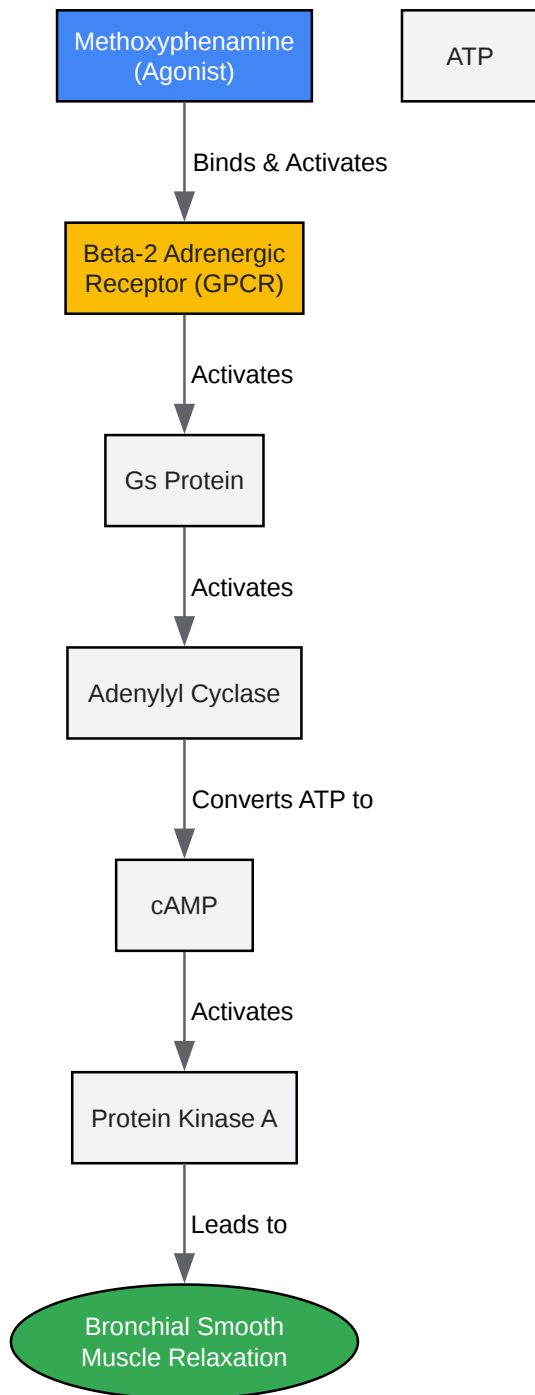 Methoxyphenamine
(Agonist)
ATP
Binds & Activates
Beta-2 Adrenergic
Receptor (GPCR)
Activates
Gs Protein
Activates
Adenylyl Cyclase
Converts ATP to
cAMP
Activates
Protein Kinase A
Leads to
Bronchial Smooth
Muscle Relaxation